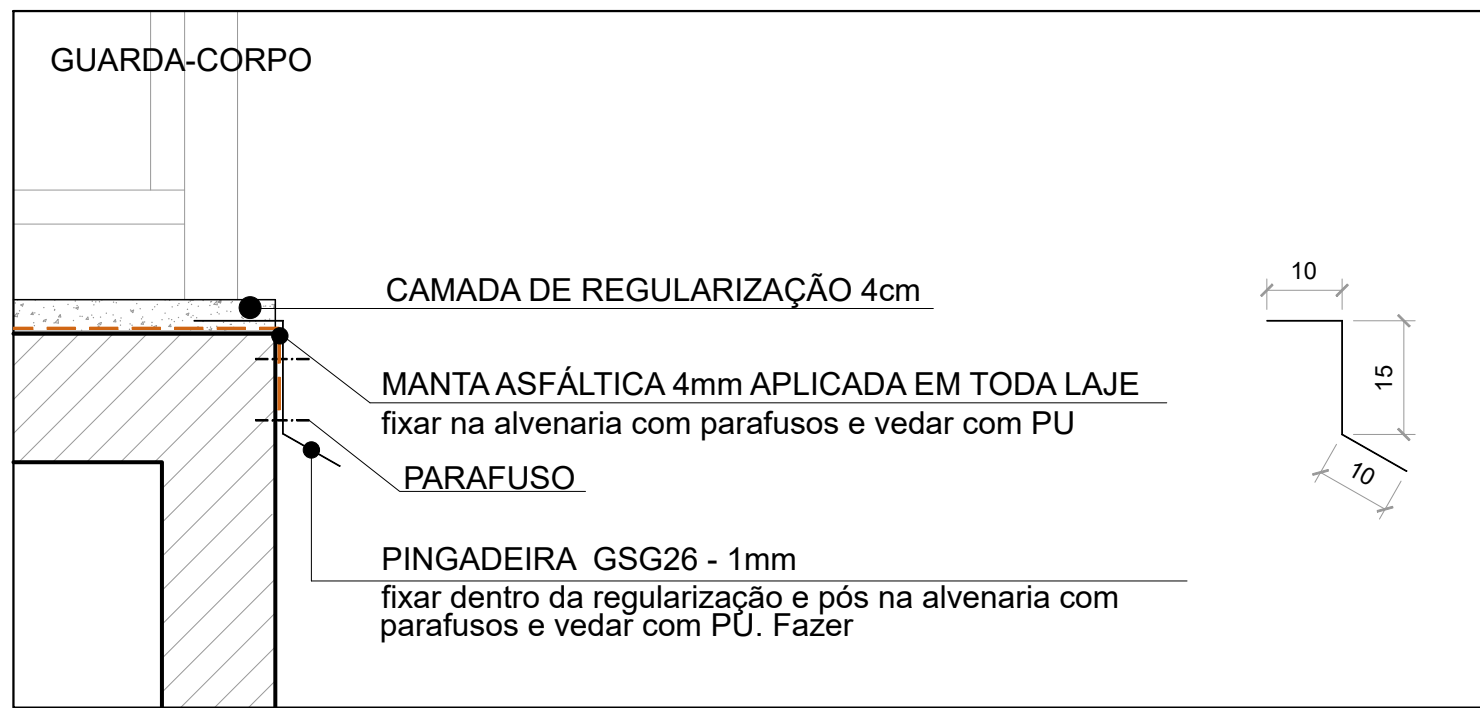 GUARDA-CORPO
CAMADA DE REGULARIZAÇÃO 4cm
MANTA ASFÁLTICA 4mm APLICADA EM TODA LAJE
fixar na alvenaria com parafusos e vedar com PU
PARAFUSO
PINGADEIRA GSG26 - 1mm
fixar dentro da regularização e pós na alvenaria com
parafusos e vedar com PU. Fazer
10
15
10